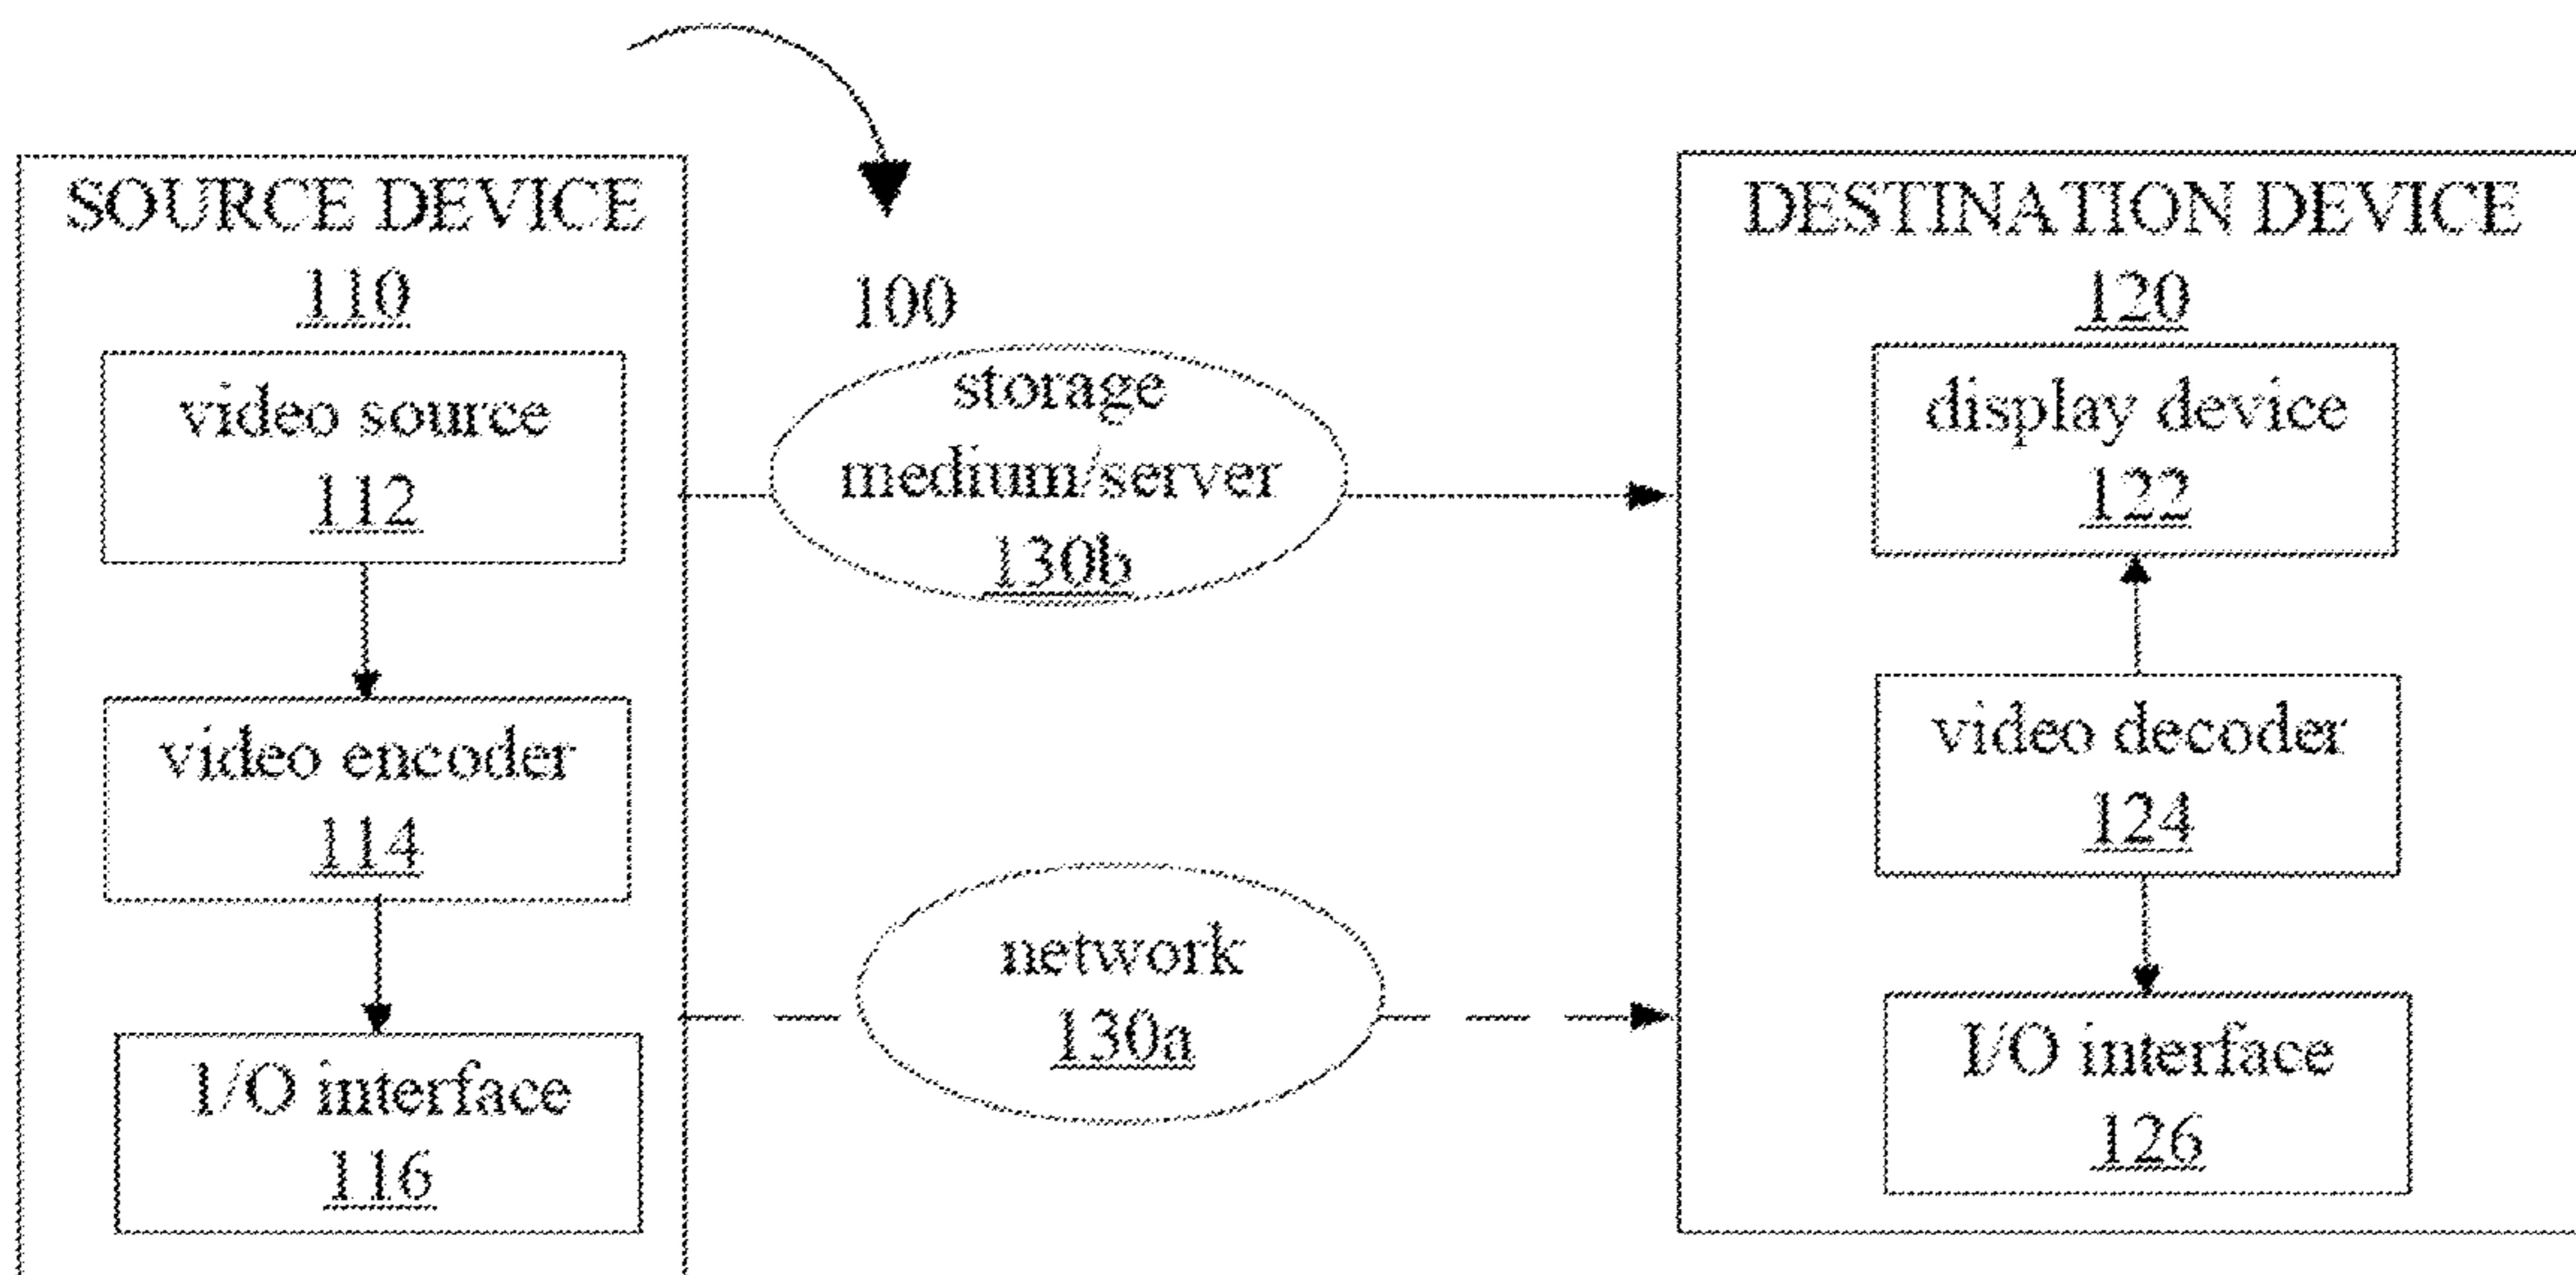 SOURCE DEVICE
110
video source
112
video encoder
114
I/O interface
116
100
storage
medium/server
130b
network
130a
DESTINATION DEVICE
120
display device
122
video decoder
124
I/O interface
126